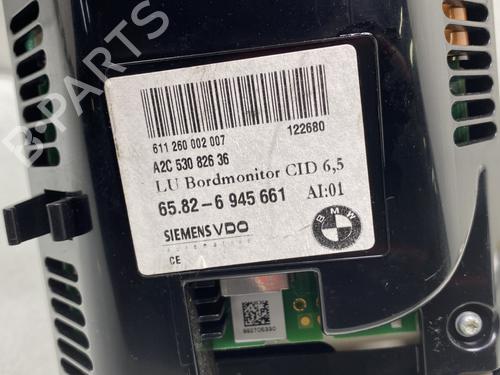 611 260 002 007
122680
A2C 530 826 36
LU Bordmonitor CID 6,5
65.82-6 945 661 AI:01
SIEMENS VDO
Automotive
CE
BMW
B-PARTS